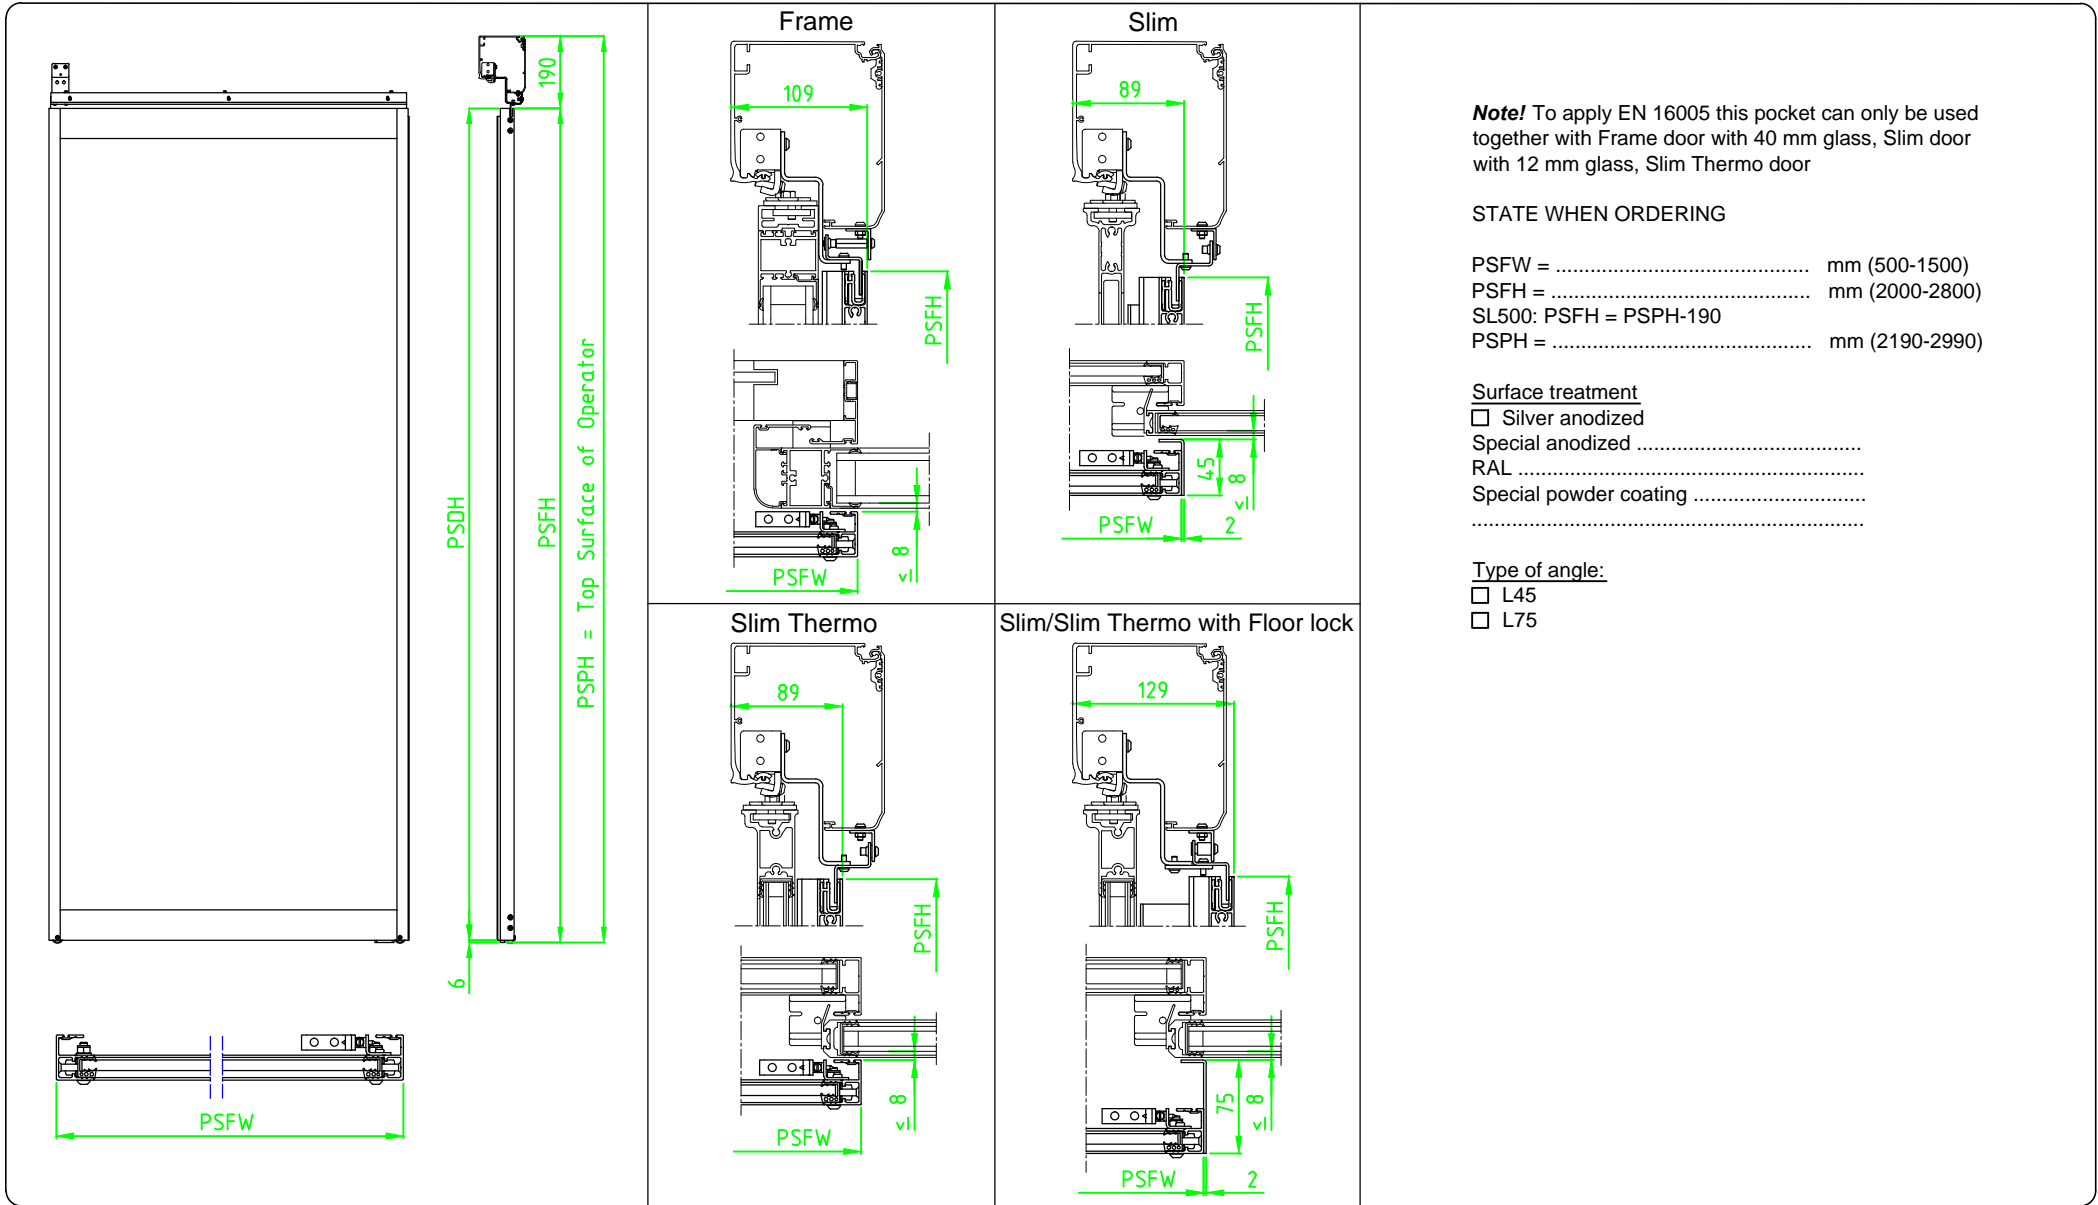 190
PSDH
PSFH
PSPH = Top Surface of Operator
6
PSFW
Frame
109
PSFH
≤ 8
PSFW
Slim
89
PSFH
45
≤ 8
PSFW
2
Slim Thermo
89
PSFH
≤ 8
PSFW
Slim/Slim Thermo with Floor lock
129
PSFH
75
≤ 8
PSFW
2
Note! To apply EN 16005 this pocket can only be used
together with Frame door with 40 mm glass, Slim door
with 12 mm glass, Slim Thermo door
STATE WHEN ORDERING
PSFW = ............................................. mm (500-1500)
PSFH = .............................................. mm (2000-2800)
SL500: PSFH = PSPH-190
PSPH = .............................................. mm (2190-2990)
Surface treatment
☐ Silver anodized
Special anodized ........................................
RAL .............................................................
Special powder coating ...............................
.....................................................................
Type of angle:
☐ L45
☐ L75